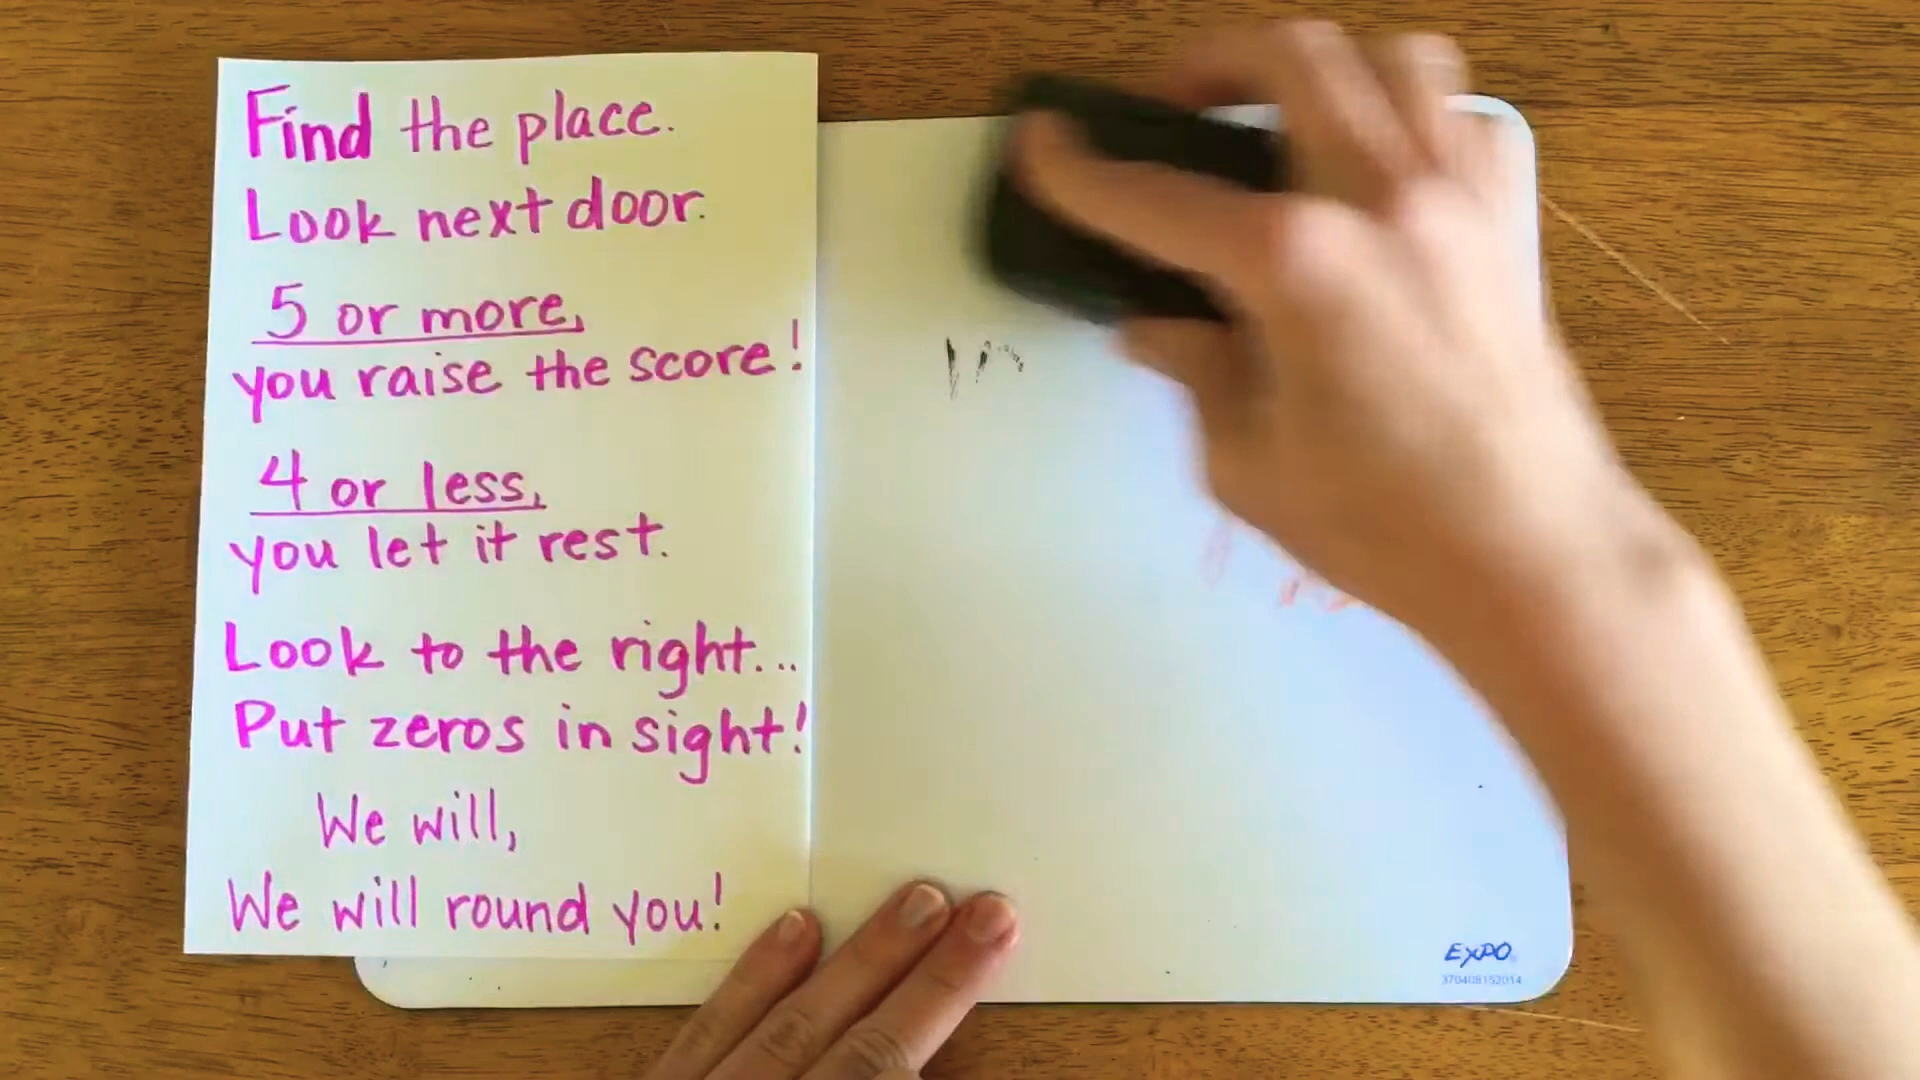 Find the place.
Look next door.
5 or more,
you raise the score!
4 or less,
you let it rest.
Look to the right...
Put zeros in sight!
We will,
We will round you!
EXPO
370408152014